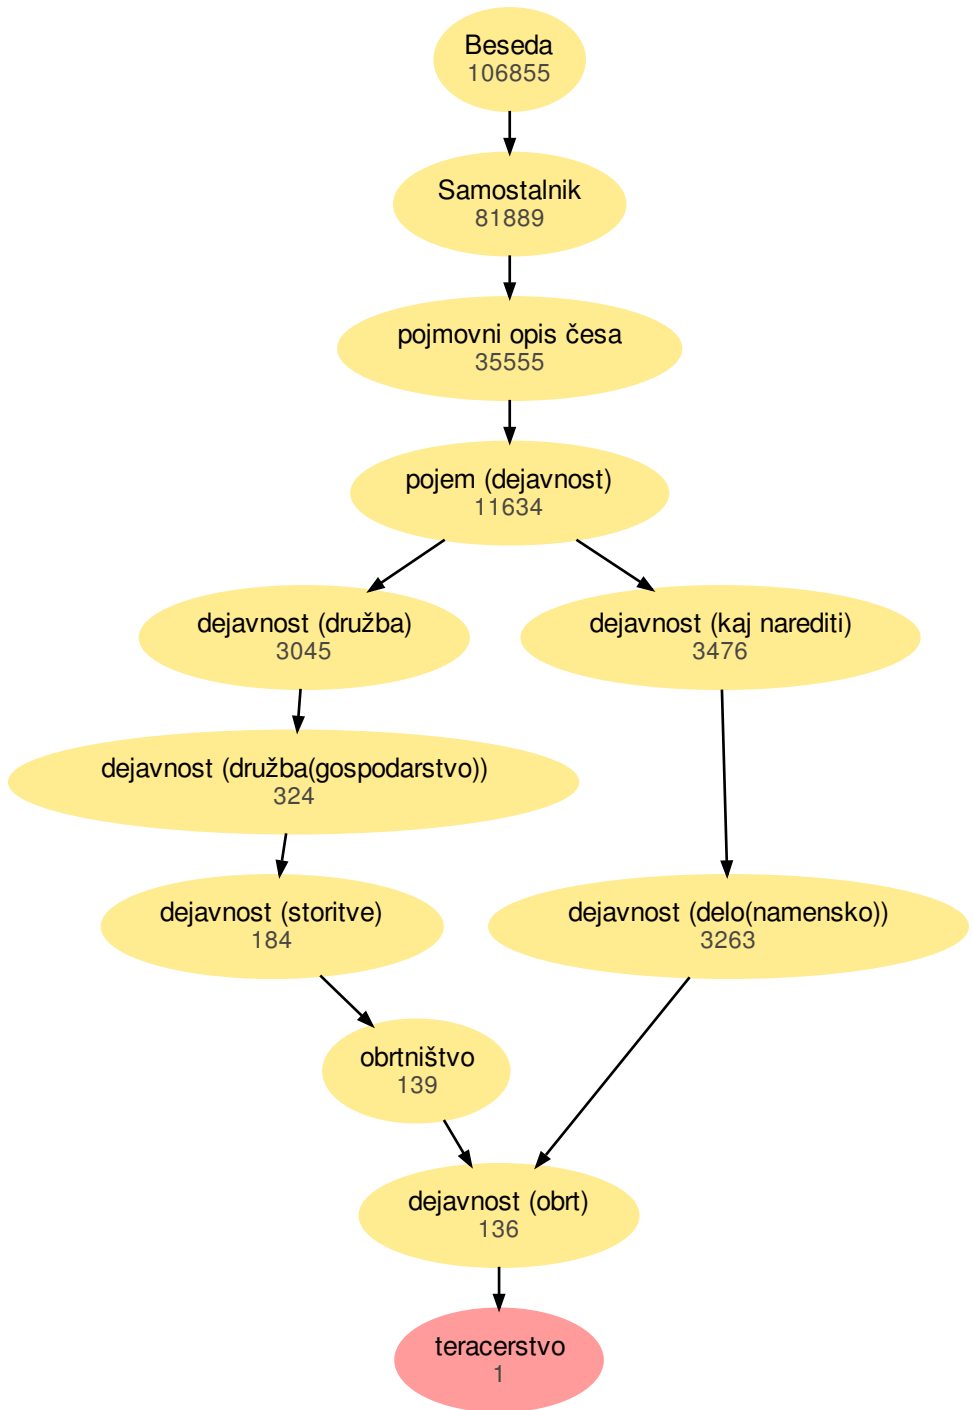 Beseda
106855
Samostalnik
81889
pojmovni opis česa
35555
pojem (dejavnost)
11634
dejavnost (družba)
3045
dejavnost (kaj narediti)
3476
dejavnost (družba(gospodarstvo))
324
dejavnost (storitve)
184
dejavnost (delo(namensko))
3263
obrtništvo
139
dejavnost (obrt)
136
teracerstvo
1